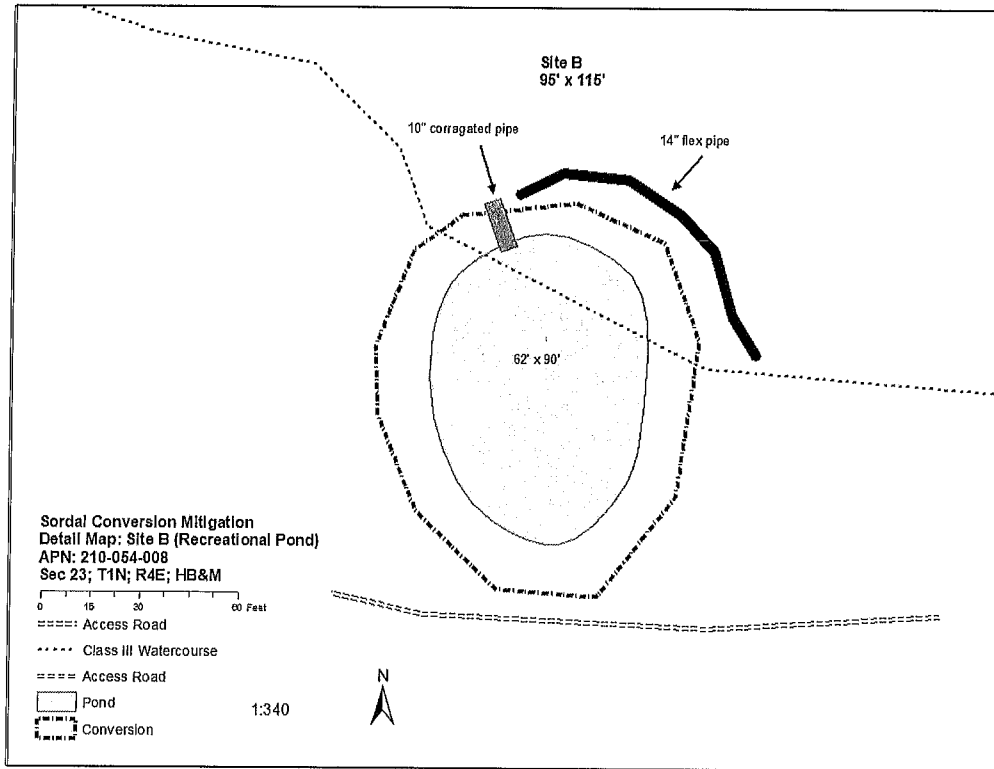 Site B
95' x 115'
10" corragated pipe
14" flex pipe
62' x 90'
Sordal Conversion Mitigation
Detail Map: Site B (Recreational Pond)
APN: 210-054-008
Sec 23; T1N; R4E; HB&M
0 15 30 60 Feet
Access Road
Class III Watercourse
Access Road
Pond
Conversion
1:340
N